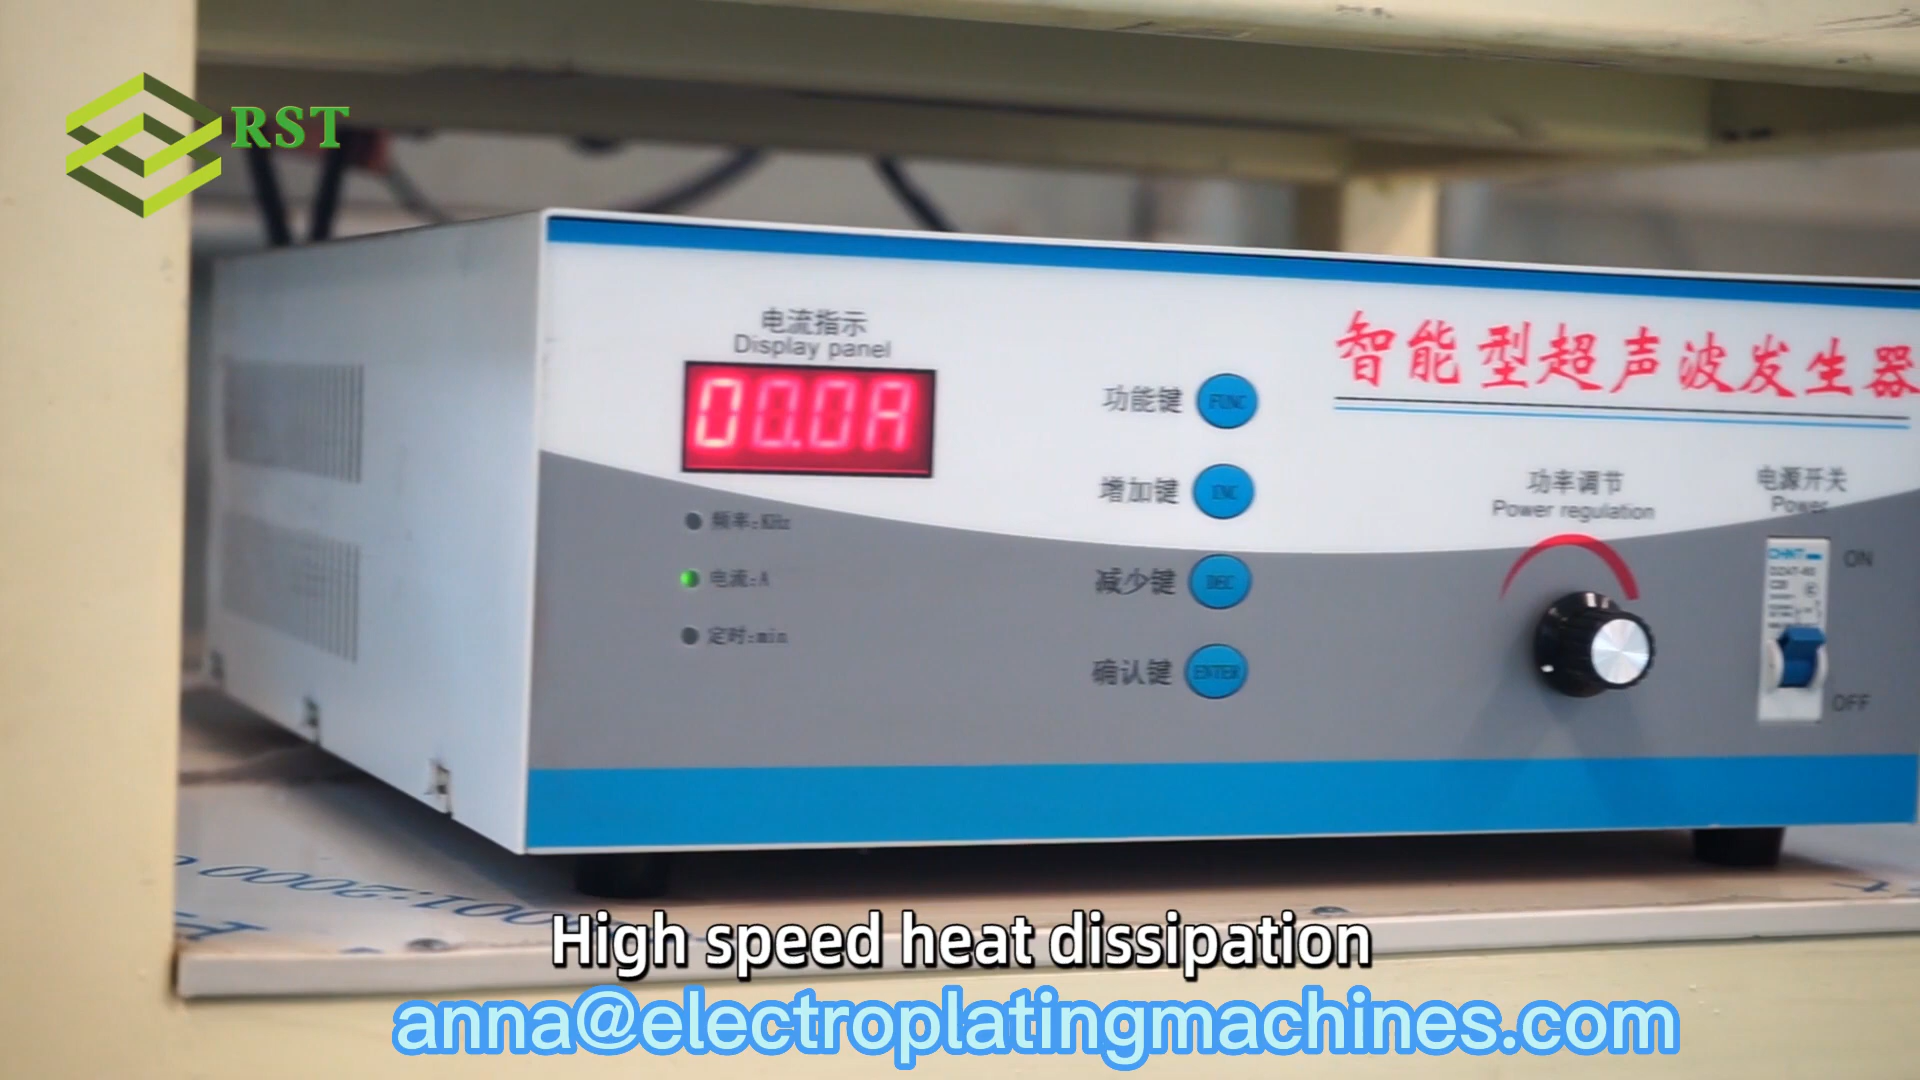 RST
电流指示
Display panel
00.0A
频率:KHz
电流:A
定时:min
功能键 FUNC
增加键 INC
减少键 DEC
确认键 ENTER
智能型超声波发生器
功率调节
Power regulation
电源开关
Power
CHNT
ON
OFF
High speed heat dissipation
anna@electroplatingmachines.com